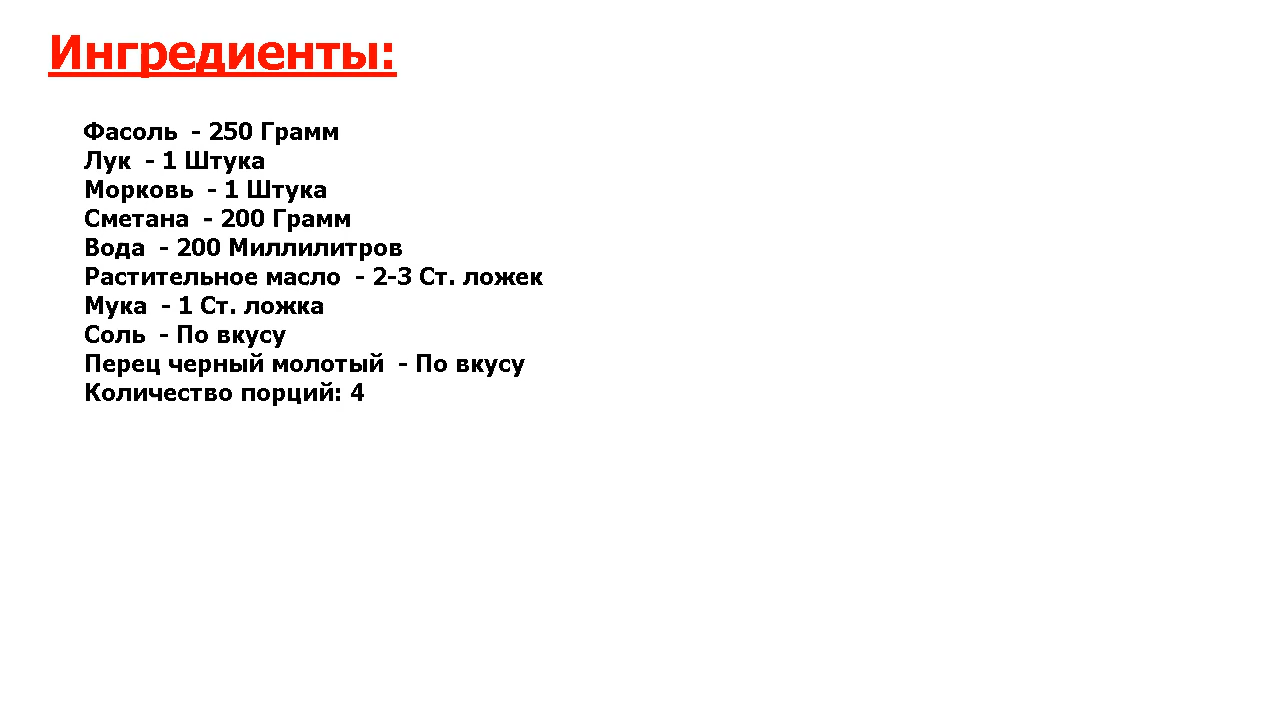 Ингредиенты:
Фасоль - 250 Грамм
Лук - 1 Штука
Морковь - 1 Штука
Сметана - 200 Грамм
Вода - 200 Миллилитров
Растительное масло - 2-3 Ст. ложек
Мука - 1 Ст. ложка
Соль - По вкусу
Перец черный молотый - По вкусу
Количество порций: 4